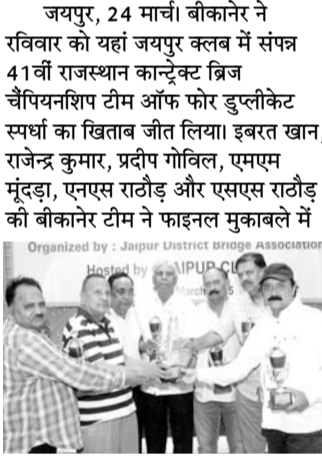 जयपुर, 24 मार्च। बीकानेर ने
रविवार को यहां जयपुर क्लब में संपन्न
41वीं राजस्थान कान्ट्रेक्ट ब्रिज
चैंपियनशिप टीम ऑफ फोर डुप्लीकेट
स्पर्धा का खिताब जीत लिया। इबरत खान
राजेन्द्र कुमार, प्रदीप गोविल, एमएम
मूंदड़ा, एनएस राठौड़ और एसएस राठौड़
की बीकानेर टीम ने फाइनल मुकाबले में
Organized by : Jaipur District Bridge Association
Hosted by